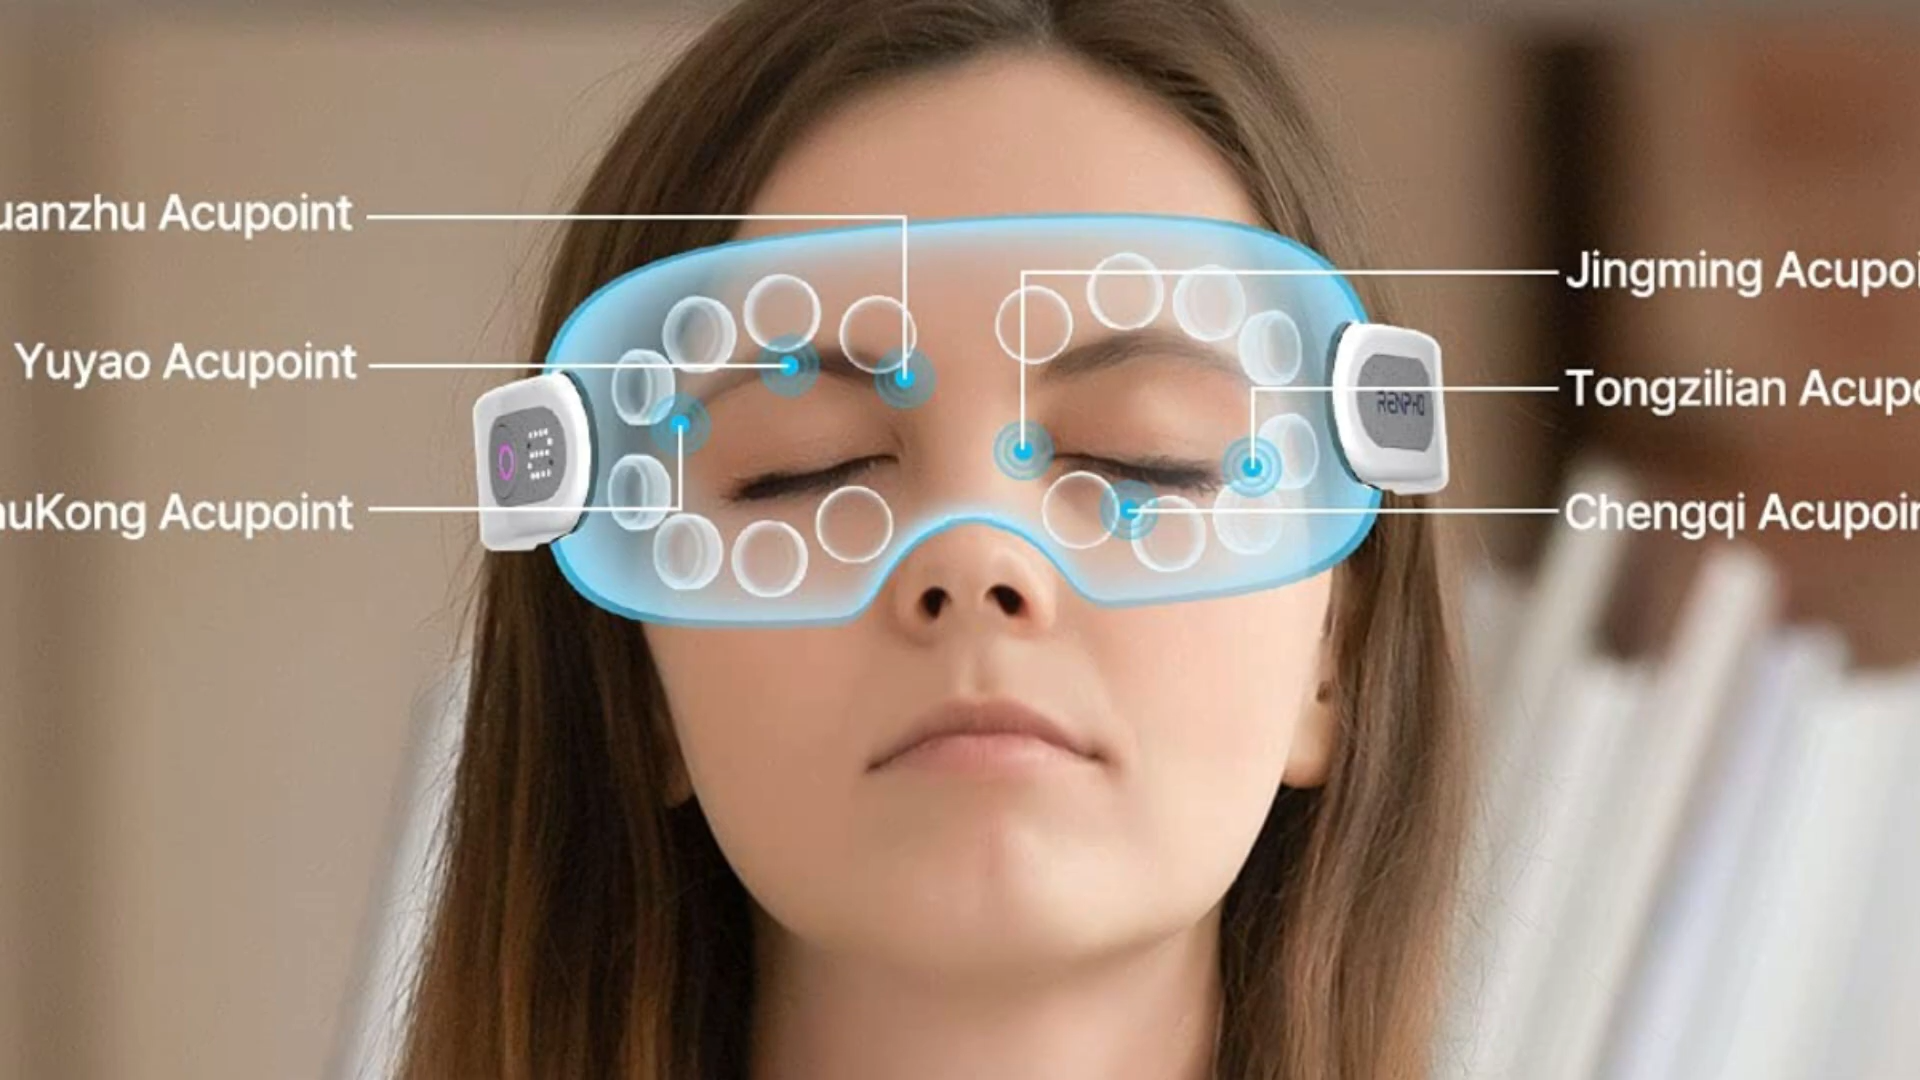 uanzhu Acupoint
Jingming Acupoi
Yuyao Acupoint
Tongzilian Acupo
RENPHO
uKong Acupoint
Chengqi Acupoin